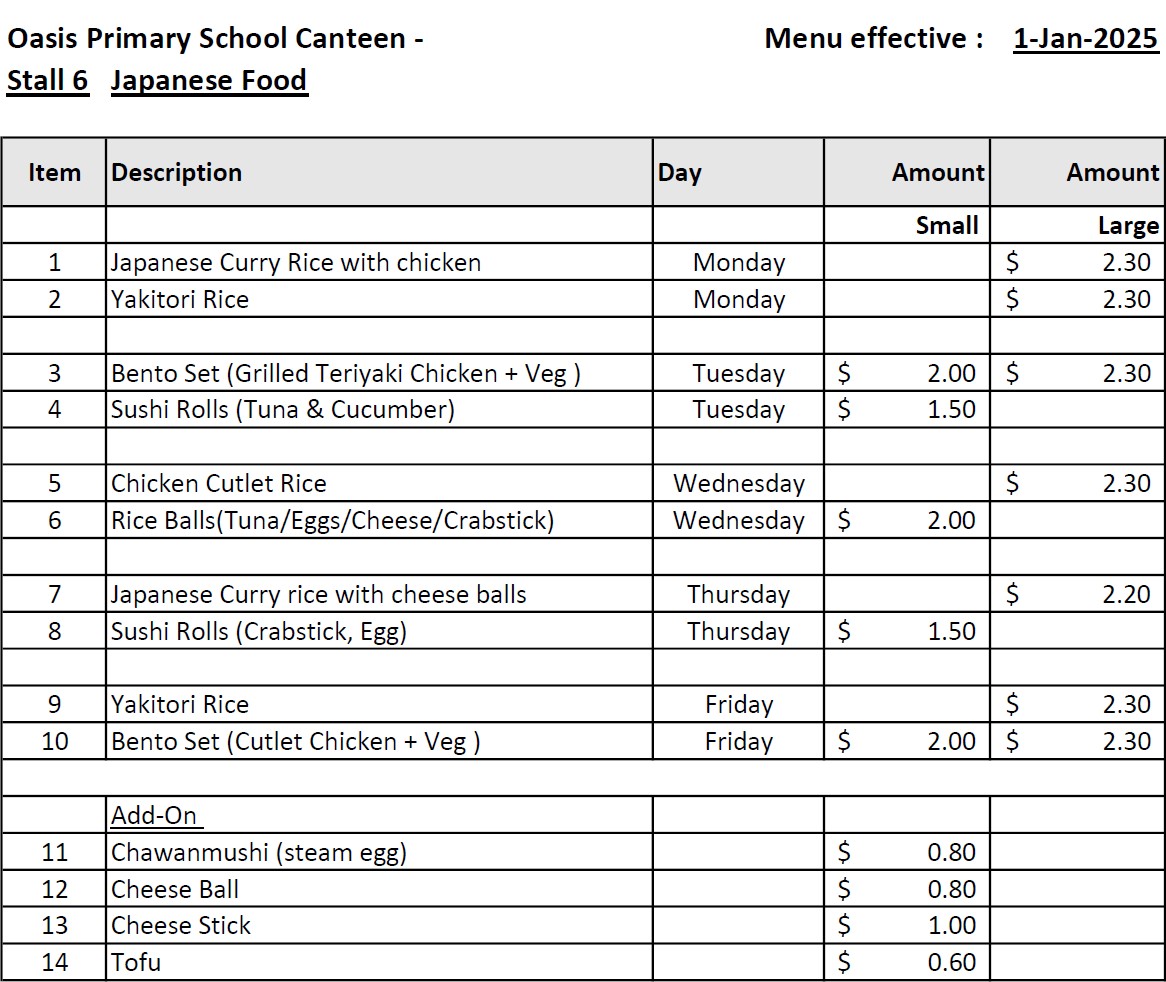 Oasis Primary School Canteen - Menu effective : 1-Jan-2025
Stall 6 Japanese Food
Item Description Day Amount Amount
Small Large
1 Japanese Curry Rice with chicken Monday $ 2.30
2 Yakitori Rice Monday $ 2.30
3 Bento Set (Grilled Teriyaki Chicken + Veg ) Tuesday $ 2.00 $ 2.30
4 Sushi Rolls (Tuna & Cucumber) Tuesday $ 1.50
5 Chicken Cutlet Rice Wednesday $ 2.30
6 Rice Balls(Tuna/Eggs/Cheese/Crabstick) Wednesday $ 2.00
7 Japanese Curry rice with cheese balls Thursday $ 2.20
8 Sushi Rolls (Crabstick, Egg) Thursday $ 1.50
9 Yakitori Rice Friday $ 2.30
10 Bento Set (Cutlet Chicken + Veg ) Friday $ 2.00 $ 2.30
Add-On
11 Chawanmushi (steam egg) $ 0.80
12 Cheese Ball $ 0.80
13 Cheese Stick $ 1.00
14 Tofu $ 0.60